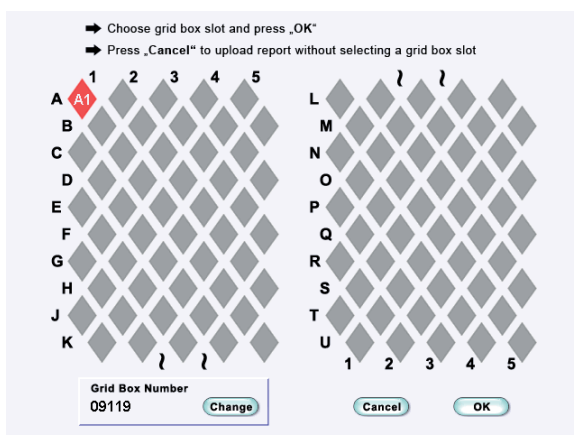 ➡ Choose grid box slot and press „OK“
➡ Press „Cancel“ to upload report without selecting a grid box slot
1 2 3 4 5
A A1
B
C
D
E
F
G
H
J
K
L
M
N
O
P
Q
R
S
T
U
1 2 3 4 5
Grid Box Number
09119 Change
Cancel OK